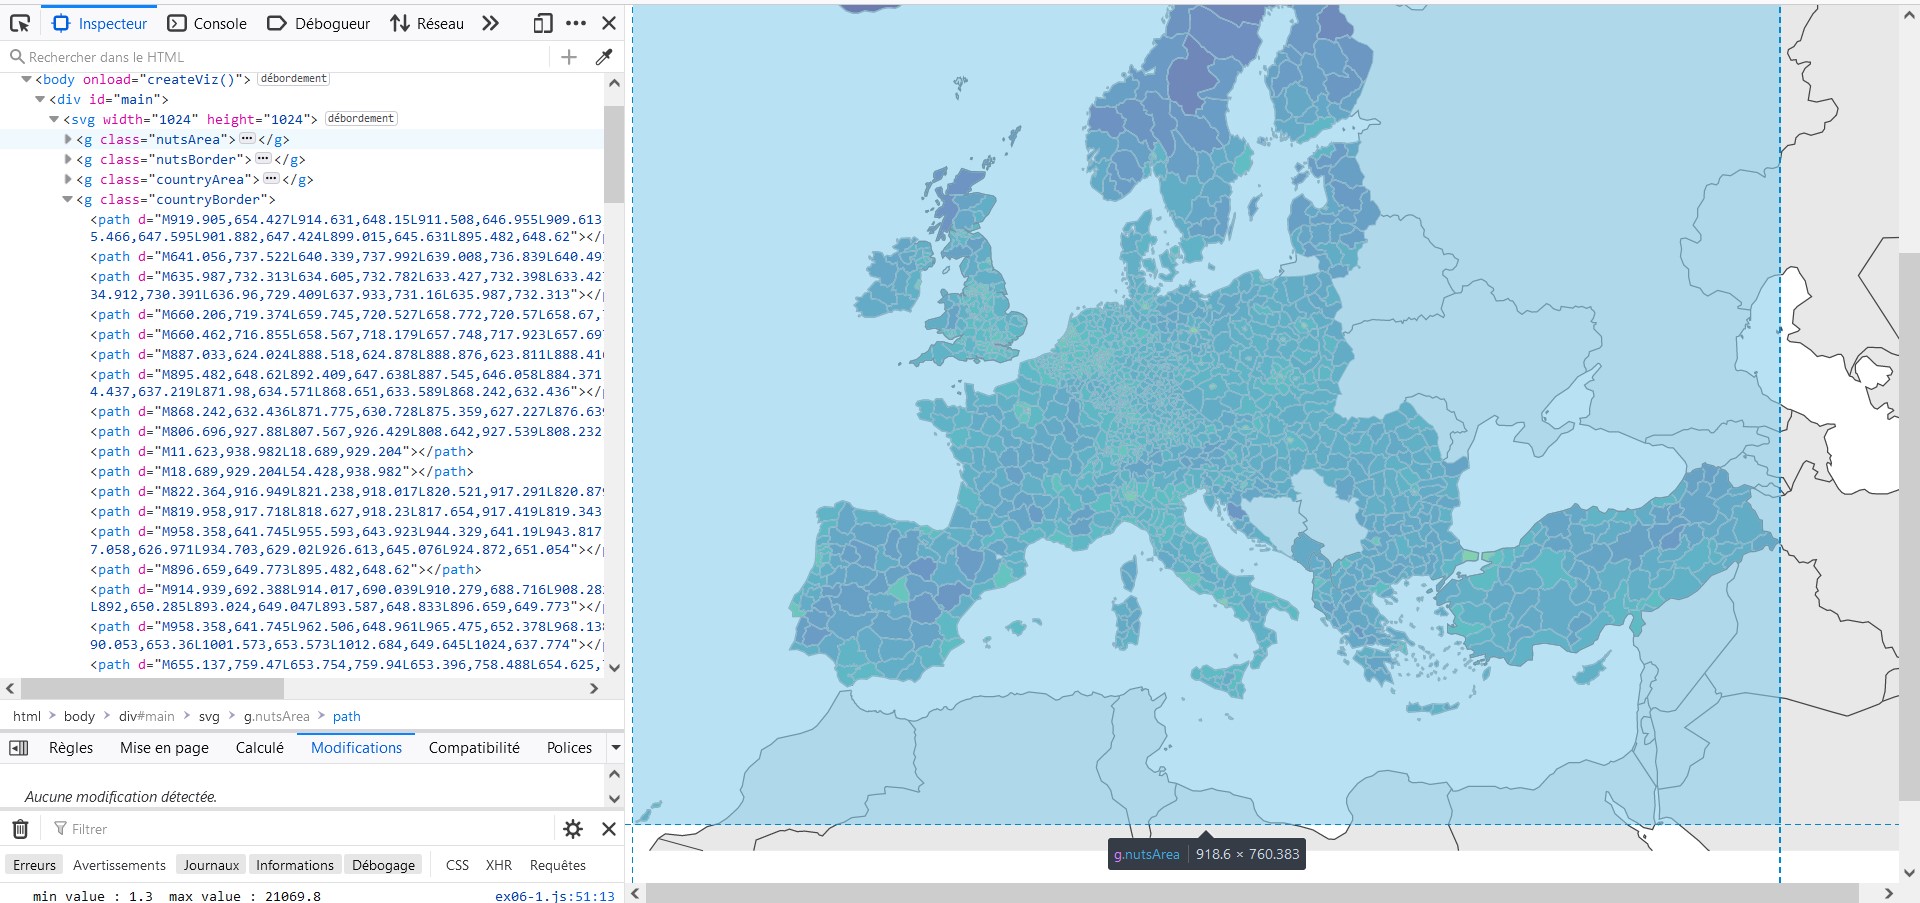 Inspecteur Console Débogueur Réseau
Rechercher dans le HTML
<body onload="createViz()"> débordement
<div id="main">
<svg width="1024" height="1024"> débordement
<g class="nutsArea"> ··· </g>
<g class="nutsBorder"> ··· </g>
<g class="countryArea"> ··· </g>
<g class="countryBorder">
<path d="M919.905,654.427L914.631,648.15L911.508,646.955L909.613
5.466,647.595L901.882,647.424L899.015,645.631L895.482,648.62"></
<path d="M641.056,737.522L640.339,737.992L639.008,736.839L640.49
<path d="M635.987,732.313L634.605,732.782L633.427,732.398L633.42
34.912,730.391L636.96,729.409L637.933,731.16L635.987,732.313"></
<path d="M660.206,719.374L659.745,720.527L658.772,720.57L658.67,
<path d="M660.462,716.855L658.567,718.179L657.748,717.923L657.69
<path d="M887.033,624.024L888.518,624.878L888.876,623.811L888.41
<path d="M895.482,648.62L892.409,647.638L887.545,646.058L884.371
4.437,637.219L871.98,634.571L868.651,633.589L868.242,632.436"></
<path d="M868.242,632.436L871.775,630.728L875.359,627.227L876.639
<path d="M806.696,927.88L807.567,926.429L808.642,927.539L808.232
<path d="M11.623,938.982L18.689,929.204"></path>
<path d="M18.689,929.204L54.428,938.982"></path>
<path d="M822.364,916.949L821.238,918.017L820.521,917.291L820.879
<path d="M819.958,917.718L818.627,918.23L817.654,917.419L819.343
<path d="M958.358,641.745L955.593,643.923L944.329,641.19L943.817
7.058,626.971L934.703,629.02L926.613,645.076L924.872,651.054"></
<path d="M896.659,649.773L895.482,648.62"></path>
<path d="M914.939,692.388L914.017,690.039L910.279,688.716L908.28
L892,650.285L893.024,649.047L893.587,648.833L896.659,649.773"></
<path d="M958.358,641.745L962.506,648.961L965.475,652.378L968.13
90.053,653.36L1001.573,653.573L1012.684,649.645L1024,637.774"></
<path d="M655.137,759.47L653.754,759.94L653.396,758.488L654.625,
html > body > div#main > svg > g.nutsArea > path
Règles Mise en page Calculé Modifications Compatibilité Polices
Aucune modification détectée.
Filtrer
Erreurs Avertissements Journaux Informations Débogage CSS XHR Requêtes
min value : 1.3 max value : 21069.8 ex06-1.js:51:13
g.nutsArea 918.6 × 760.383